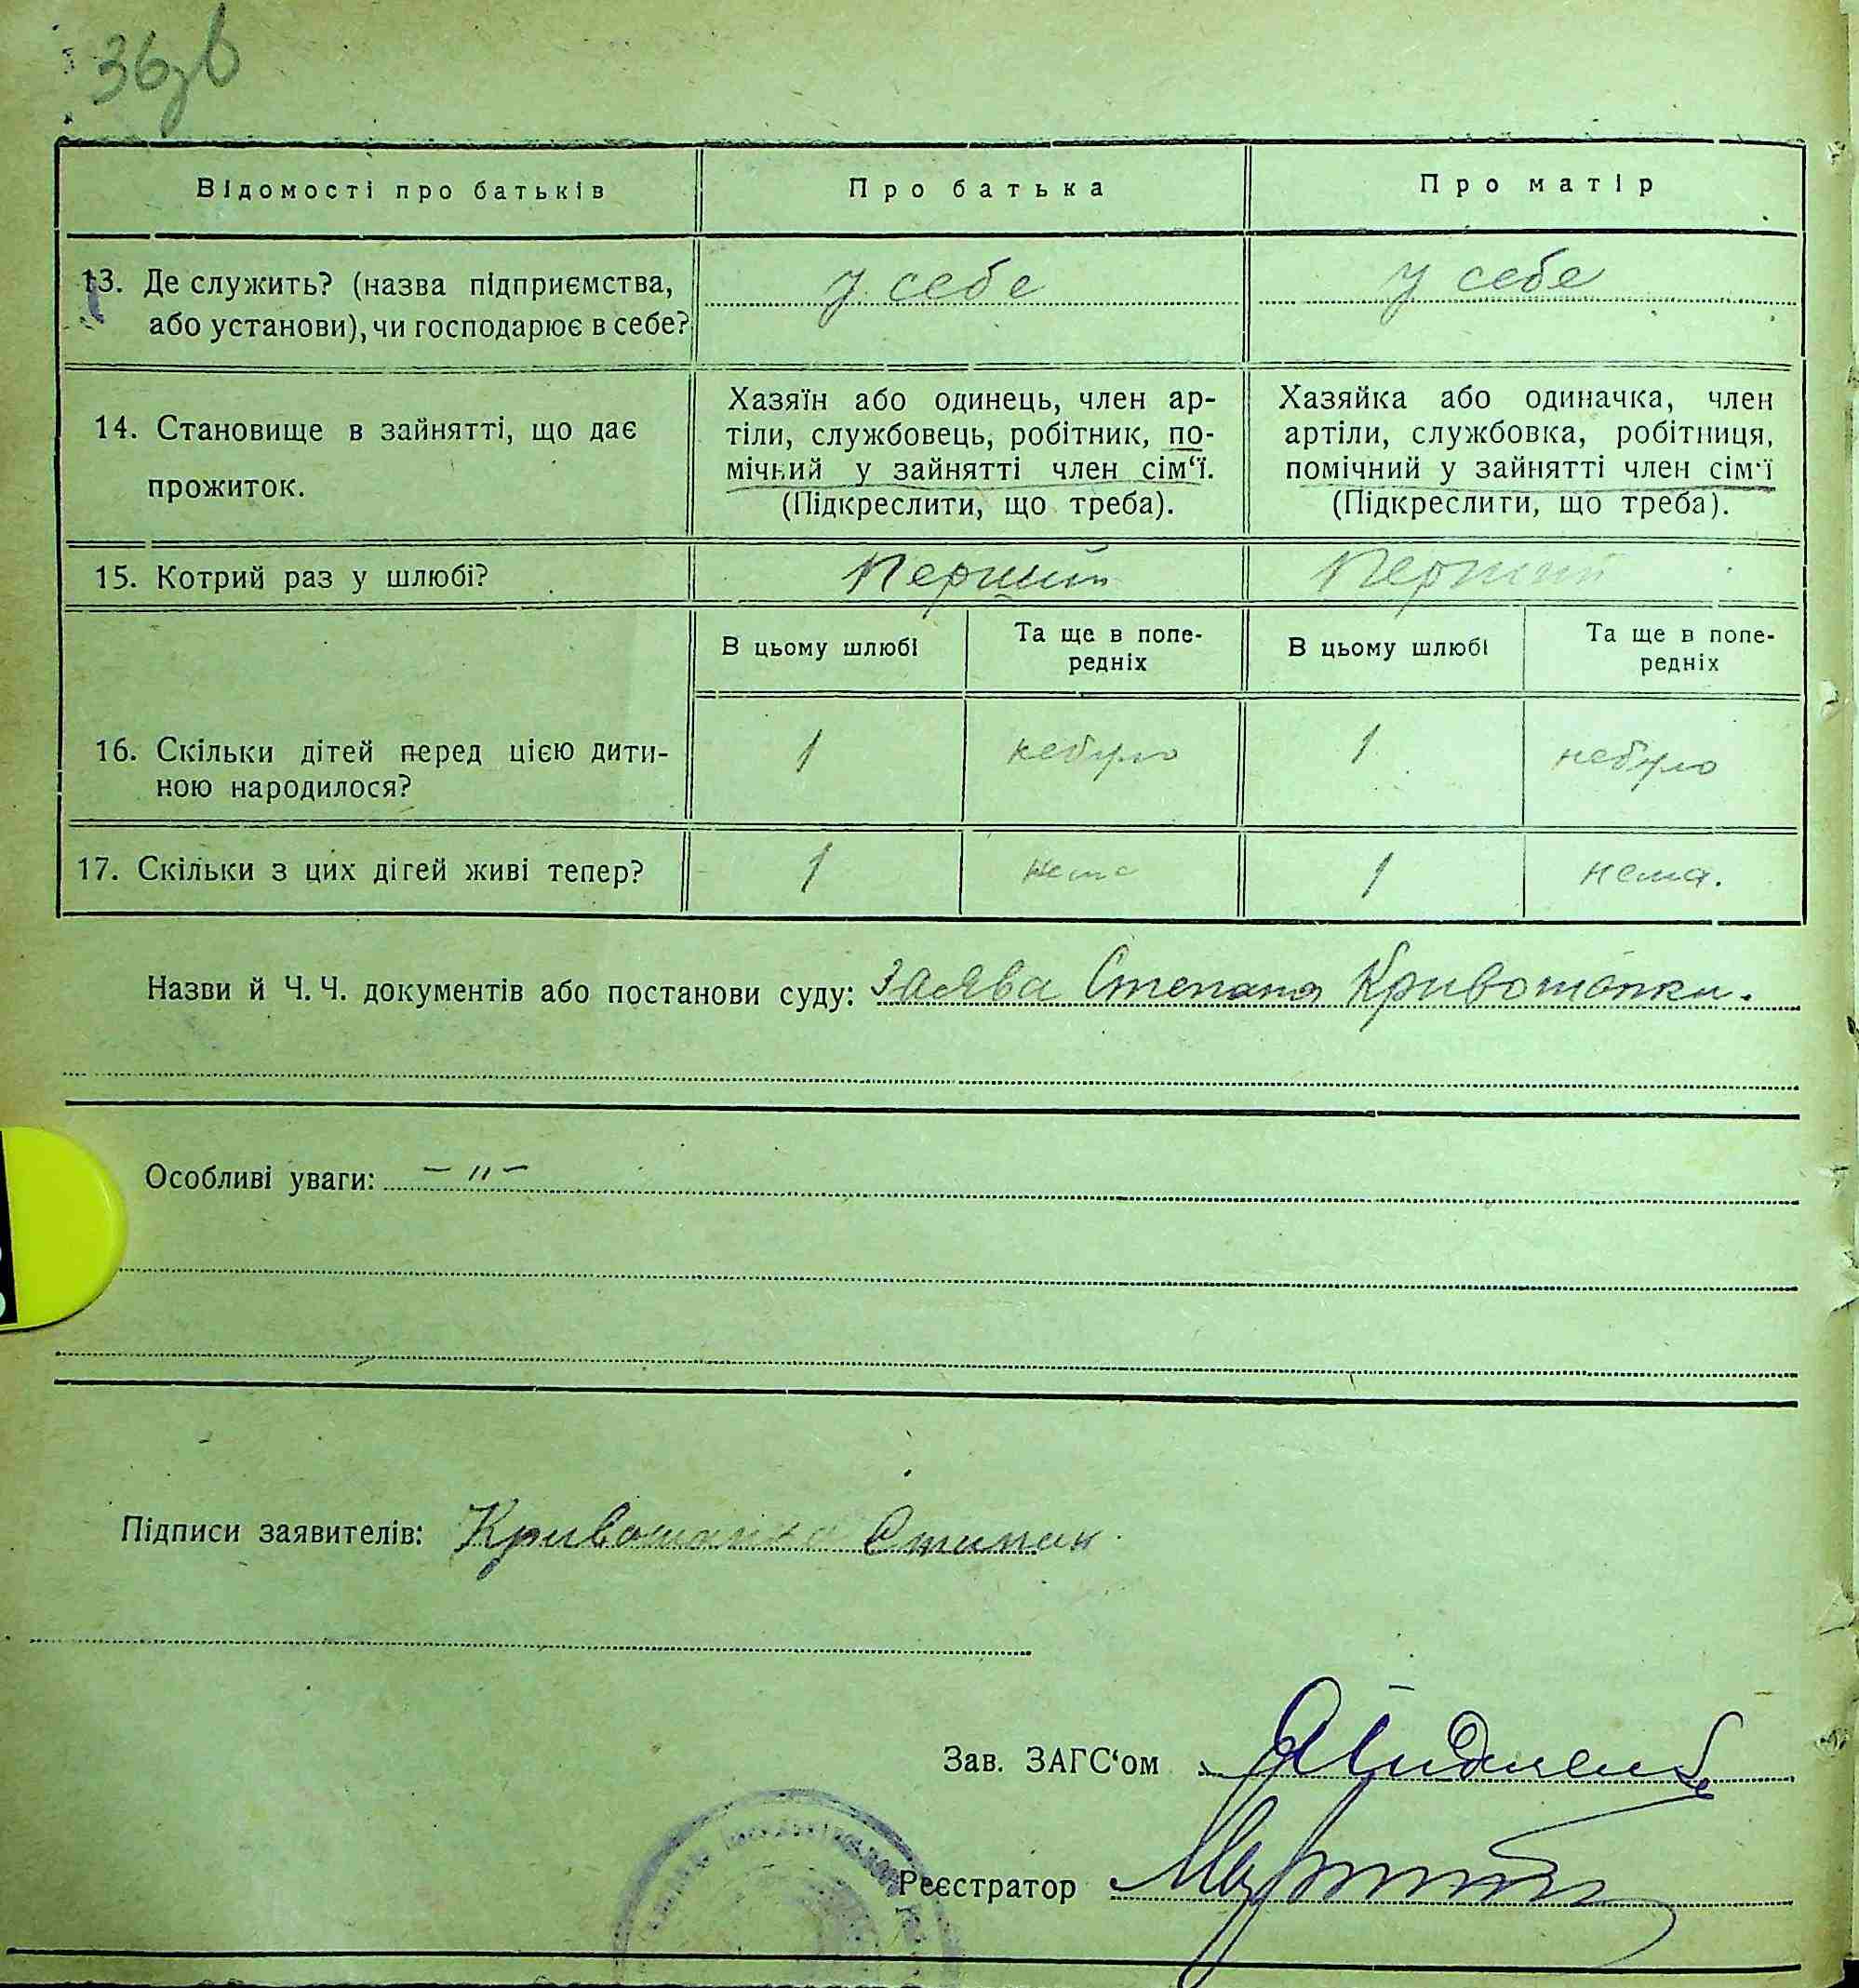 36зв
Відомості про батьків
Про батька
Про матір
13. Де служить? (назва підприємства,
або установи), чи господарює в себе?
у себе
у себе
14. Становище в зайнятті, що дає
прожиток.
Хазяїн або одинець, член ар-
тіли, службовець, робітник, по-
мічний у зайнятті член сім‘ї.
(Підкреслити, що треба).
Хазяйка або одиначка, член
артіли, службовка, робітниця,
помічний у зайнятті член сім‘ї
(Підкреслити, що треба).
15. Котрий раз у шлюбі?
Перший
Перший
В цьому шлюбі
Та ще в попе-
редніх
В цьому шлюбі
Та ще в попе-
редніх
16. Скільки дітей перед цією дити-
ною народилося?
1
небуло
1
небуло
17. Скільки з цих дітей живі тепер?
1
нема
1
нема.
Назви й Ч. Ч. документів або постанови суду: Заява Степана Кривошапки.
Особливі уваги: – " –
Підписи заявителів: Кривошапка Степан
Зав. ЗАГС‘ом
Реєстратор